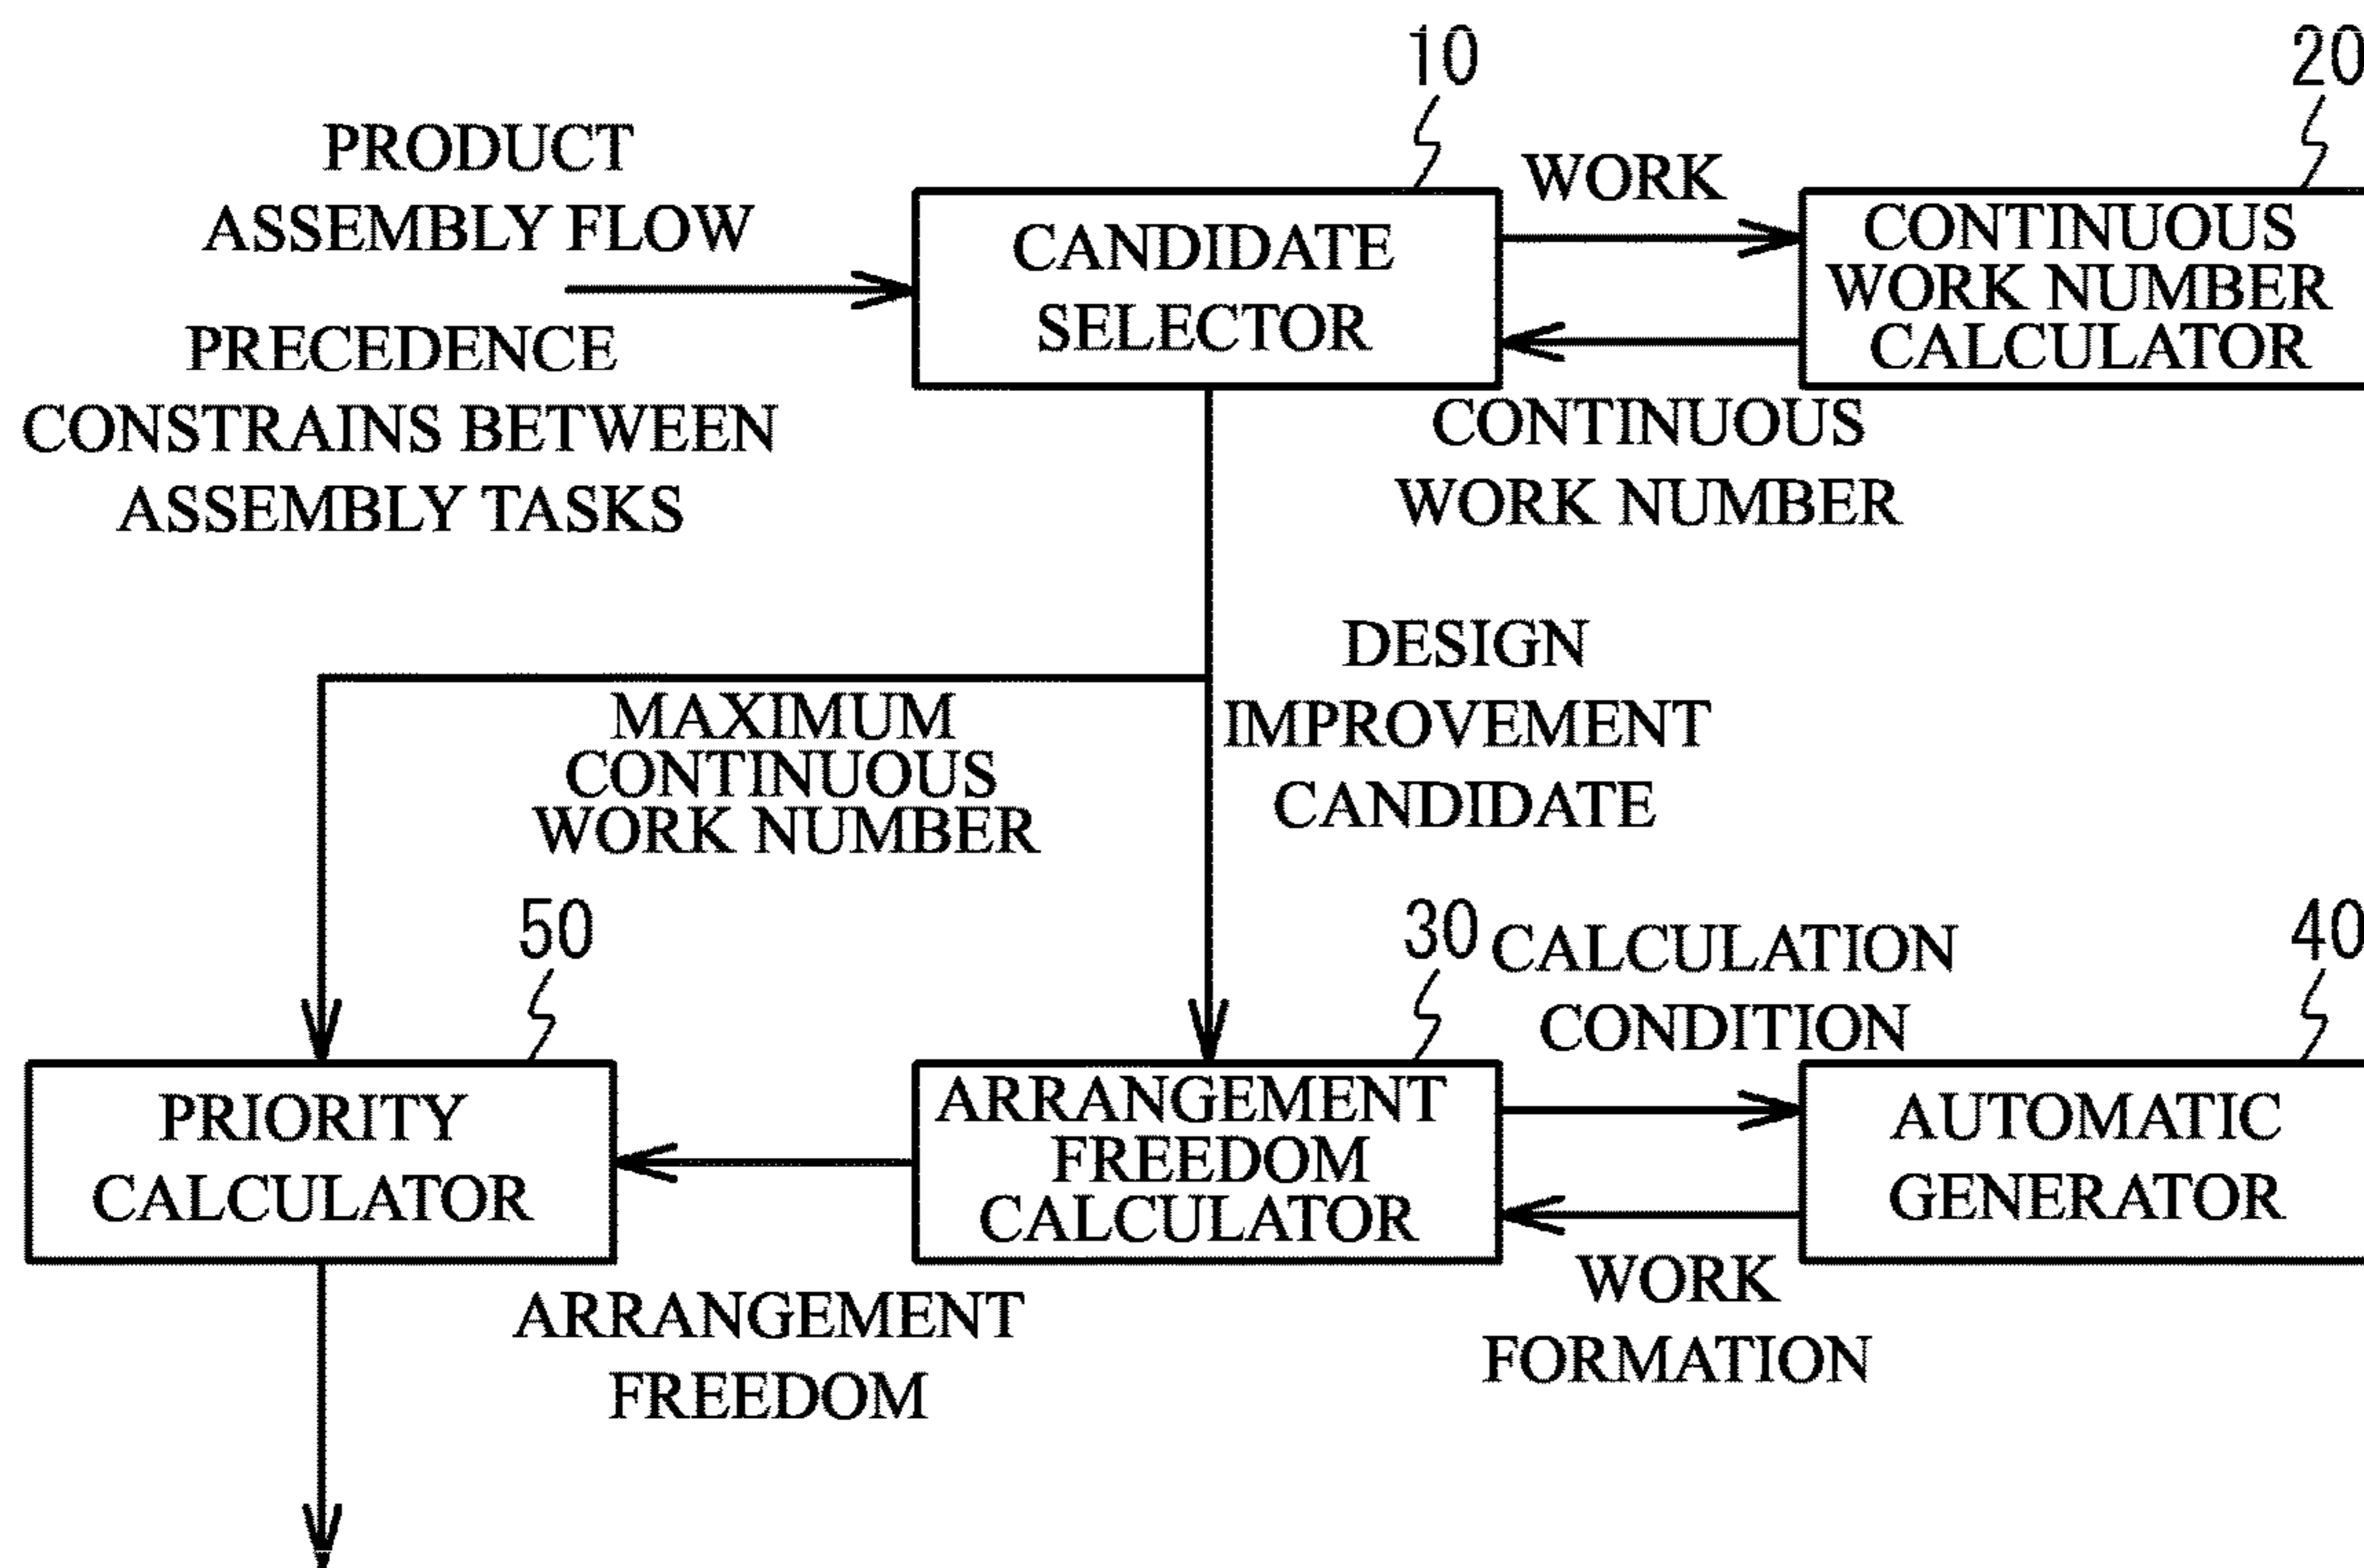 10
20
PRODUCT
ASSEMBLY FLOW
PRECEDENCE
CONSTRAINS BETWEEN
ASSEMBLY TASKS
CANDIDATE
SELECTOR
WORK
CONTINUOUS
WORK NUMBER
CALCULATOR
CONTINUOUS
WORK NUMBER
MAXIMUM
CONTINUOUS
WORK NUMBER
DESIGN
IMPROVEMENT
CANDIDATE
50
30
CALCULATION
CONDITION
40
PRIORITY
CALCULATOR
ARRANGEMENT
FREEDOM
CALCULATOR
AUTOMATIC
GENERATOR
ARRANGEMENT
FREEDOM
WORK
FORMATION